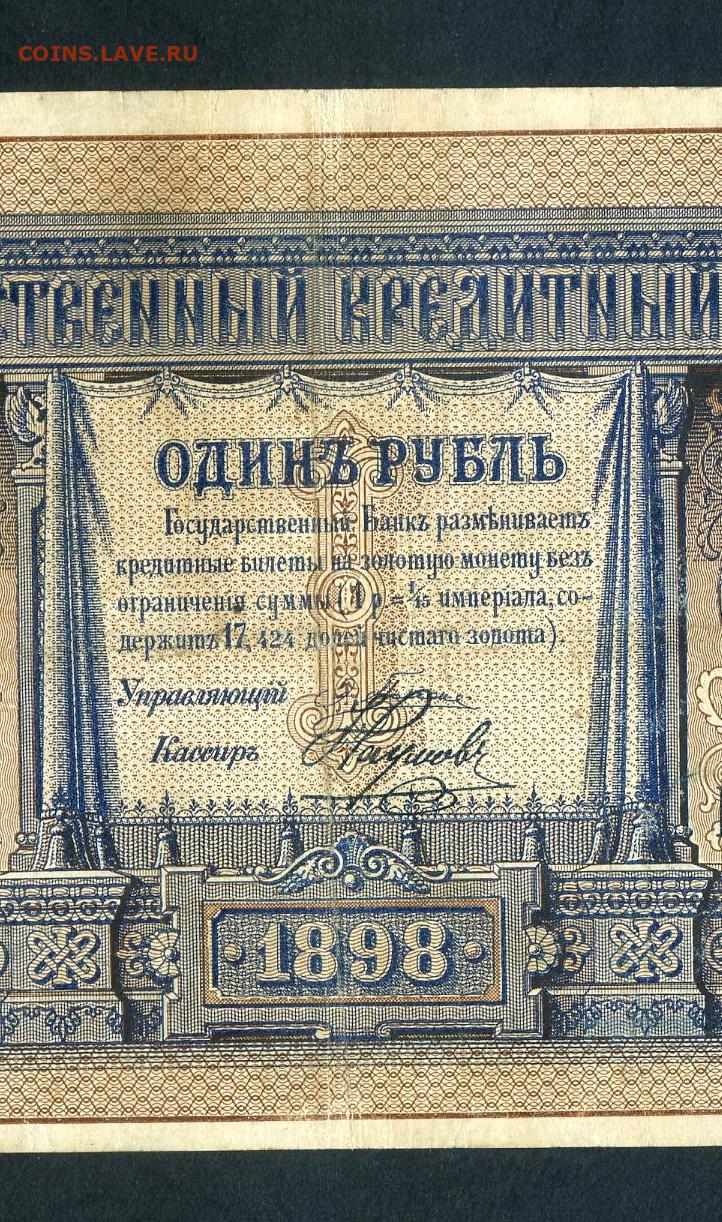 COINS.LAVE.RU
СТВЕННЫЙ КРЕДИТНЫЙ
ОДИНЪ РУБЛЬ
Государственный Банкъ размѣниваетъ
кредитные билеты на золотую монету безъ
ограниченія суммы (1 р. = 1/15 имперіала, со-
держитъ 17,424 долей чистаго золота).
Управляющій
Кассиръ Наумовъ
1898